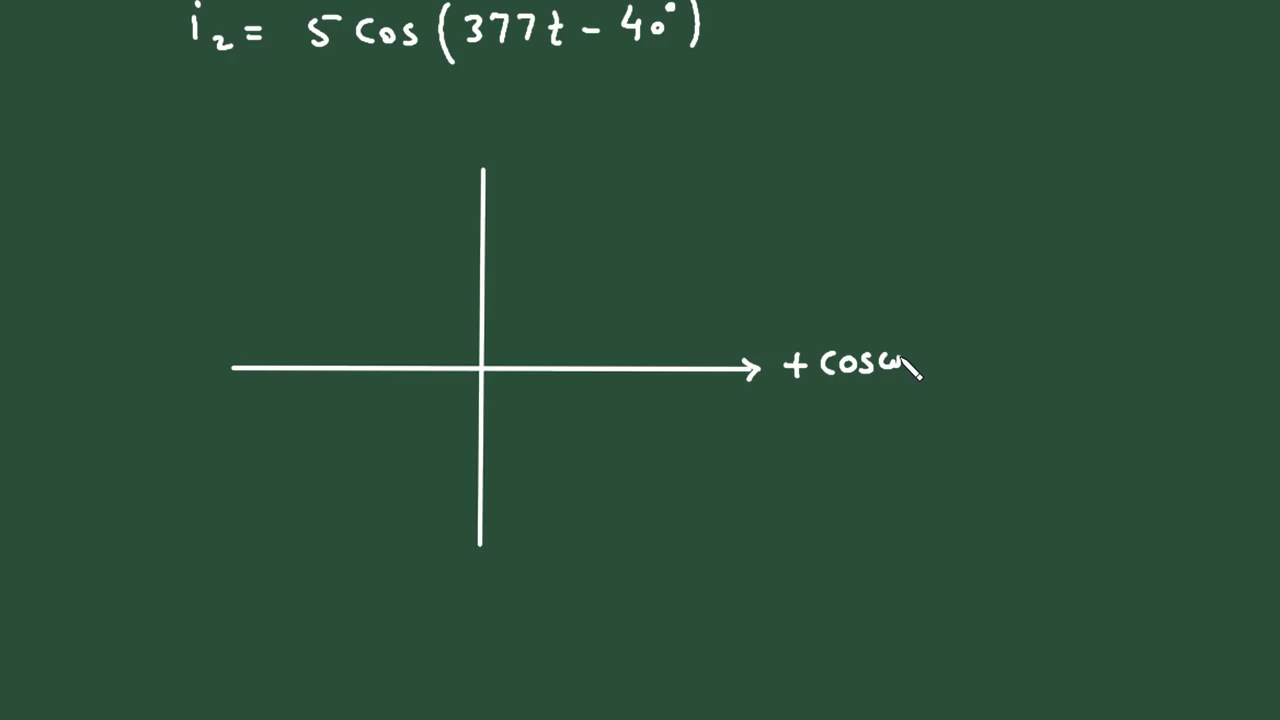 i₂ = 5 cos (377t - 40°)
+ cosω